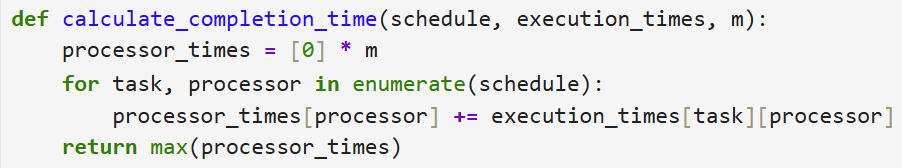 def calculate_completion_time(schedule, execution_times, m):
    processor_times = [0] * m
    for task, processor in enumerate(schedule):
        processor_times[processor] += execution_times[task][processor]
    return max(processor_times)